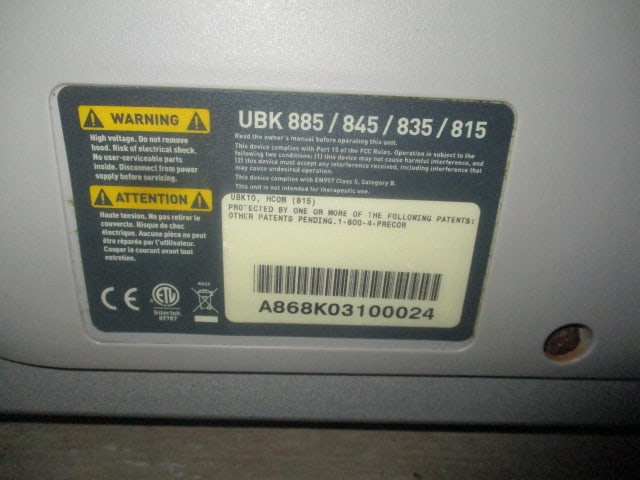 WARNING
High voltage. Do not remove
hood. Risk of electrical shock.
No user-serviceable parts
inside. Disconnect from power
supply before servicing.
ATTENTION
Haute tension. Ne pas retirer le
couvercle. Risque de choc
électrique. Aucune pièce ne peut
être réparée par l'utilisateur.
Couper le courant avant tout
entretien.
CE
ETL
Intertek
69787
UBK 885 / 845 / 835 / 815
Read the owner's manual before operating this unit.
This device complies with Part 15 of the FCC Rules. Operation is subject to the
following two conditions: (1) this device may not cause harmful interference, and
(2) this device must accept any interference received, including interference that
may cause undesired operation.
This device complies with EN957 Class S, Category B.
This unit is not intended for therapeutic use.
UBK10, HCOM (815)
PROTECTED BY ONE OR MORE OF THE FOLLOWING PATENTS:
OTHER PATENTS PENDING.1-800-4-PRECOR
A868K03100024